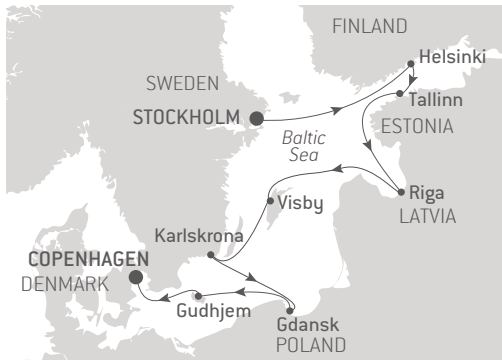 FINLAND
Helsinki
SWEDEN
Tallinn
STOCKHOLM
ESTONIA
Baltic
Sea
Riga
Visby
LATVIA
Karlskrona
COPENHAGEN
DENMARK
Gudhjem
Gdansk
POLAND